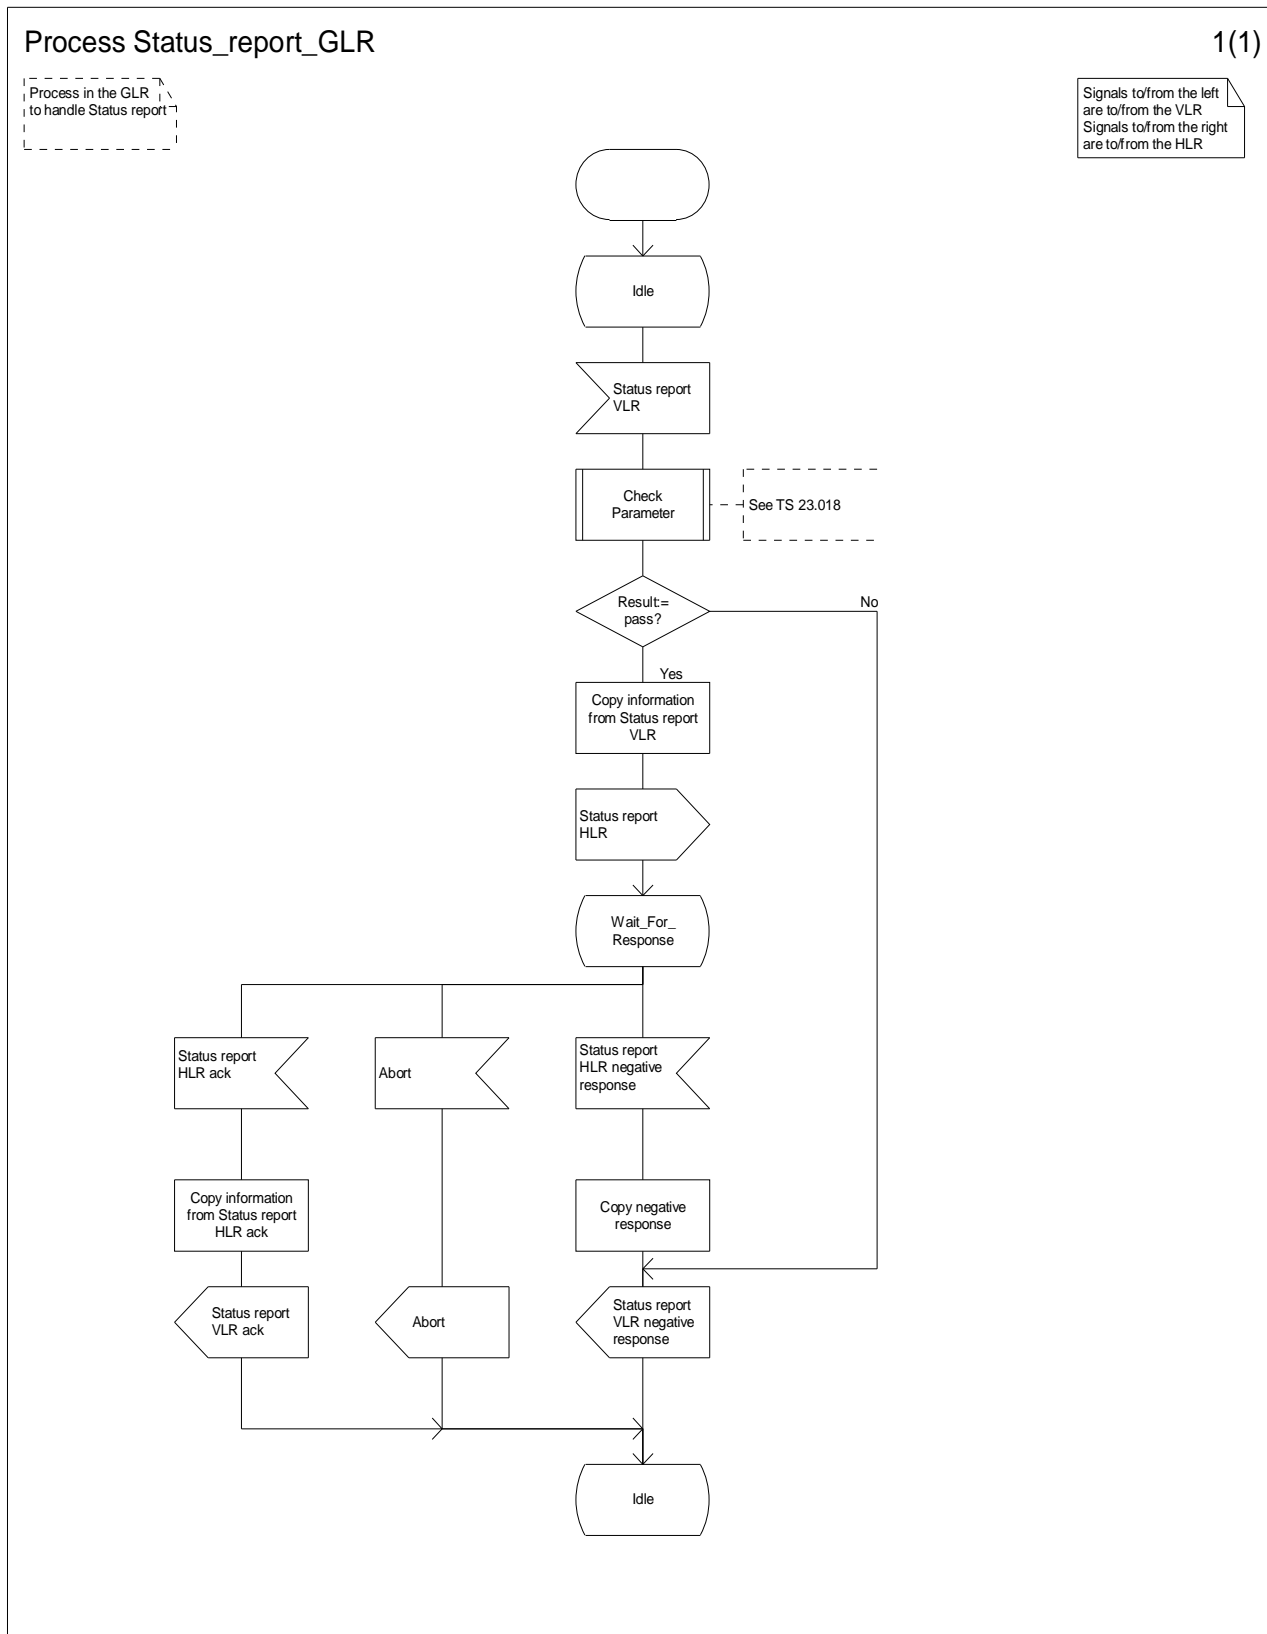 Process Status_report_GLR
1(1)
Process in the GLR
to handle Status report
Signals to/from the left
are to/from the VLR
Signals to/from the right
are to/from the HLR
Idle
Status report
VLR
Check
Parameter
See TS 23.018
Result:=
pass?
No
Yes
Copy information
from Status report
VLR
Status report
HLR
Wait_For_
Response
Status report
HLR ack
Abort
Status report
HLR negative
response
Copy information
from Status report
HLR ack
Copy negative
response
Status report
VLR ack
Abort
Status report
VLR negative
response
Idle